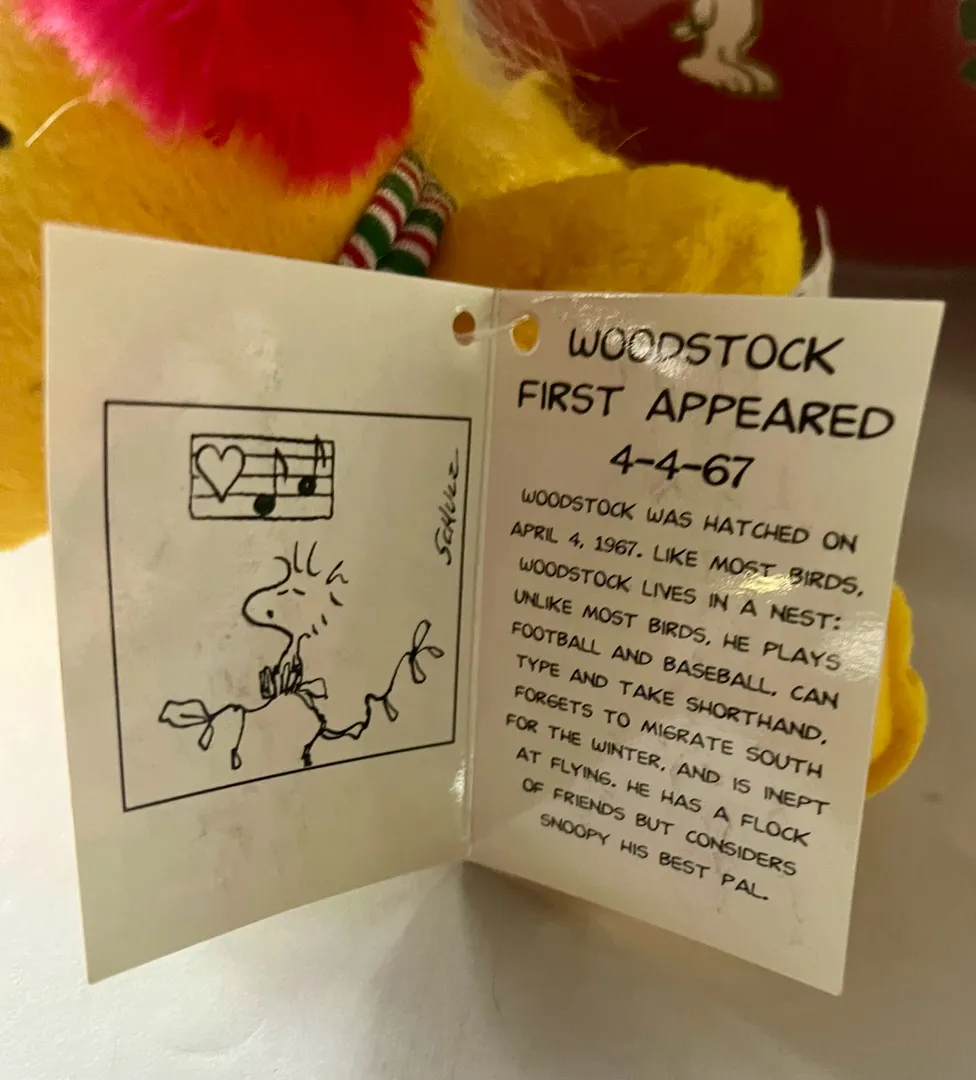 SCHULZ
WOODSTOCK
FIRST APPEARED
4-4-67
WOODSTOCK WAS HATCHED ON
APRIL 4, 1967. LIKE MOST BIRDS,
WOODSTOCK LIVES IN A NEST:
UNLIKE MOST BIRDS, HE PLAYS
FOOTBALL AND BASEBALL, CAN
TYPE AND TAKE SHORTHAND,
FORGETS TO MIGRATE SOUTH
FOR THE WINTER, AND IS INEPT
AT FLYING. HE HAS A FLOCK
OF FRIENDS BUT CONSIDERS
SNOOPY HIS BEST PAL.